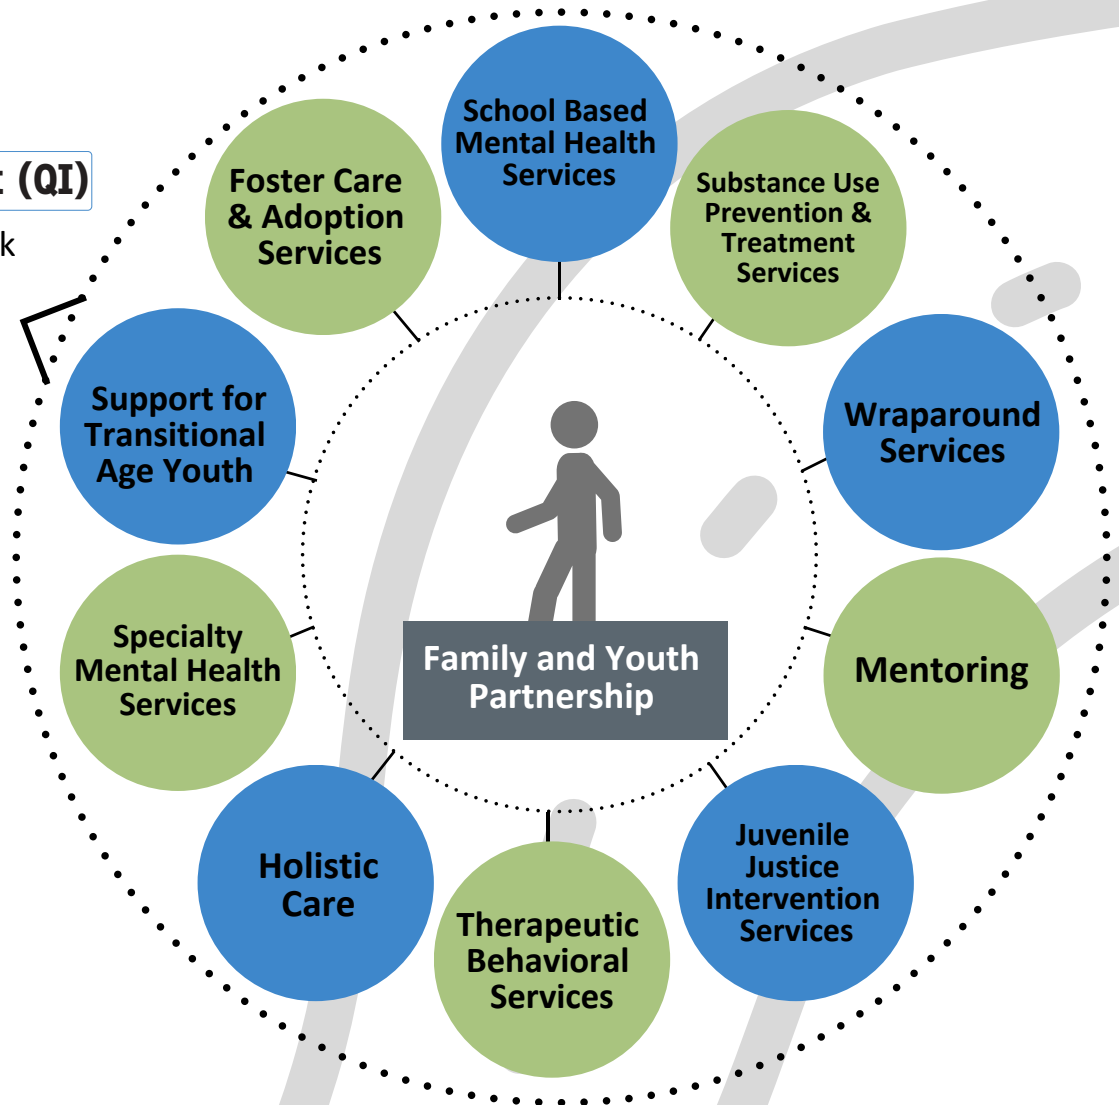 (QI)
School Based
Mental Health
Services
Foster Care
& Adoption
Services
Substance Use
Prevention &
Treatment
Services
Support for
Transitional
Age Youth
Wraparound
Services
Specialty
Mental Health
Services
Family and Youth
Partnership
Mentoring
Holistic
Care
Juvenile
Justice
Intervention
Services
Therapeutic
Behavioral
Services